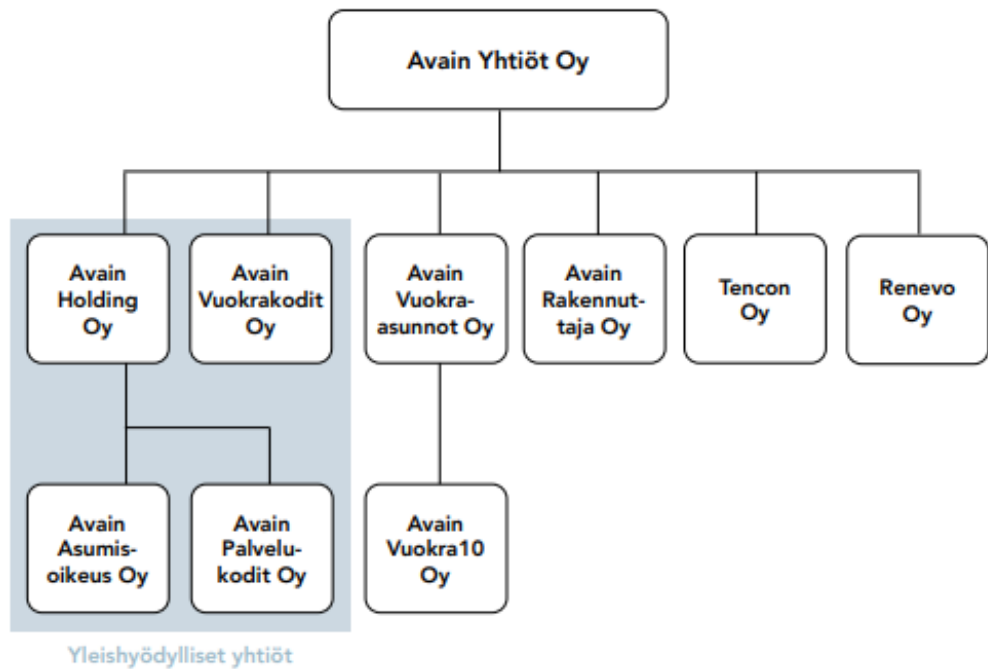 Avain Yhtiöt Oy
Avain
Holding
Oy
Avain
Vuokrakodit
Oy
Avain
Vuokra-
asunnot Oy
Avain
Rakennut-
taja Oy
Tencon
Oy
Renevo
Oy
Avain
Asumis-
oikeus Oy
Avain
Palvelu-
kodit Oy
Avain
Vuokra10
Oy
Yleishyödylliset yhtiöt